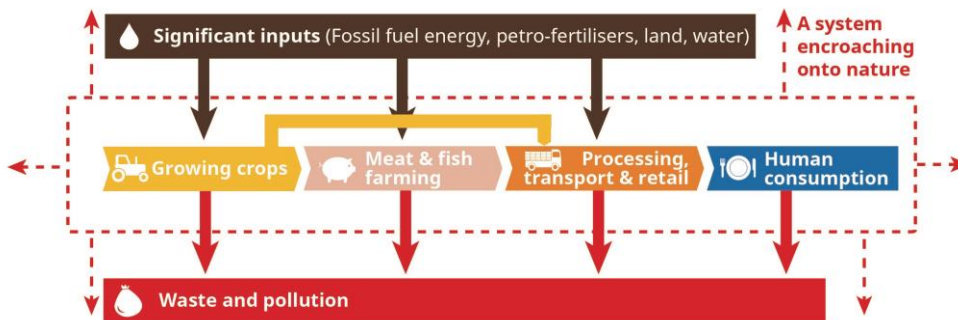 Significant inputs (Fossil fuel energy, petro-fertilisers, land, water)
A system
encroaching
onto nature
Growing crops
Meat & fish
farming
Processing,
transport & retail
Human
consumption
Waste and pollution